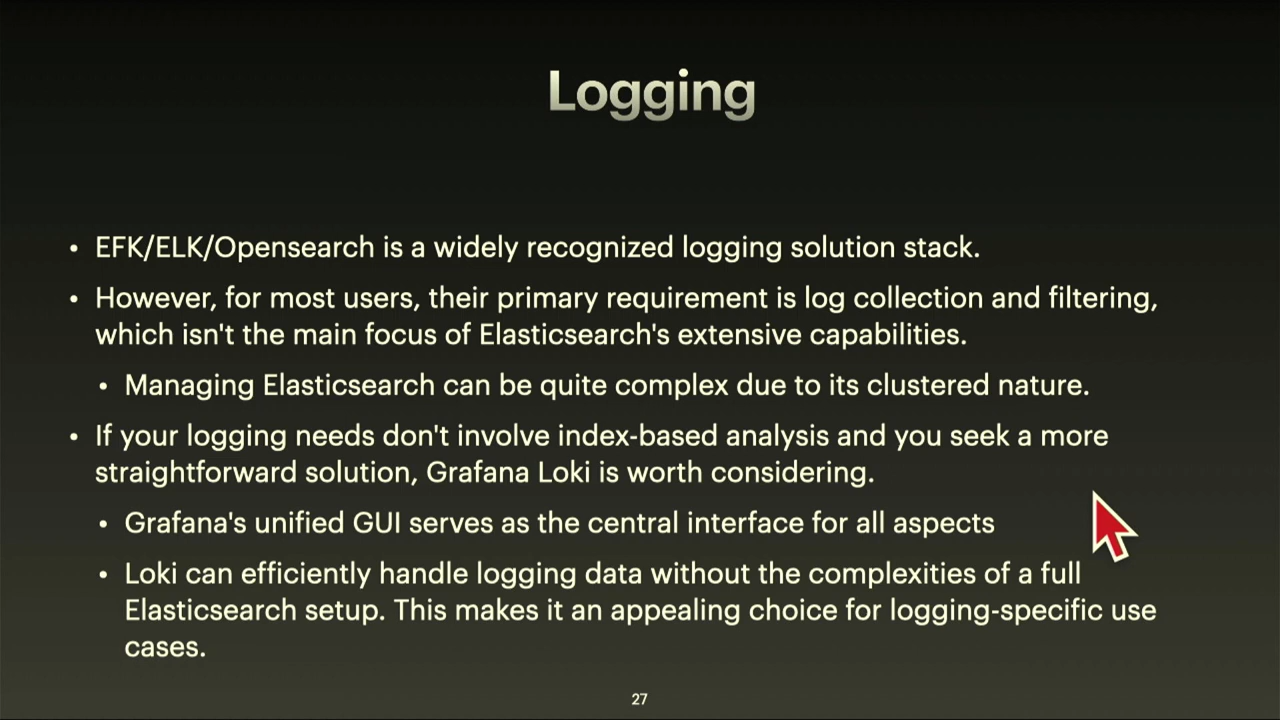 Logging
• EFK/ELK/Opensearch is a widely recognized logging solution stack.
• However, for most users, their primary requirement is log collection and filtering,
which isn't the main focus of Elasticsearch's extensive capabilities.
• Managing Elasticsearch can be quite complex due to its clustered nature.
• If your logging needs don't involve index-based analysis and you seek a more
straightforward solution, Grafana Loki is worth considering.
• Grafana's unified GUI serves as the central interface for all aspects
• Loki can efficiently handle logging data without the complexities of a full
Elasticsearch setup. This makes it an appealing choice for logging-specific use
cases.
27